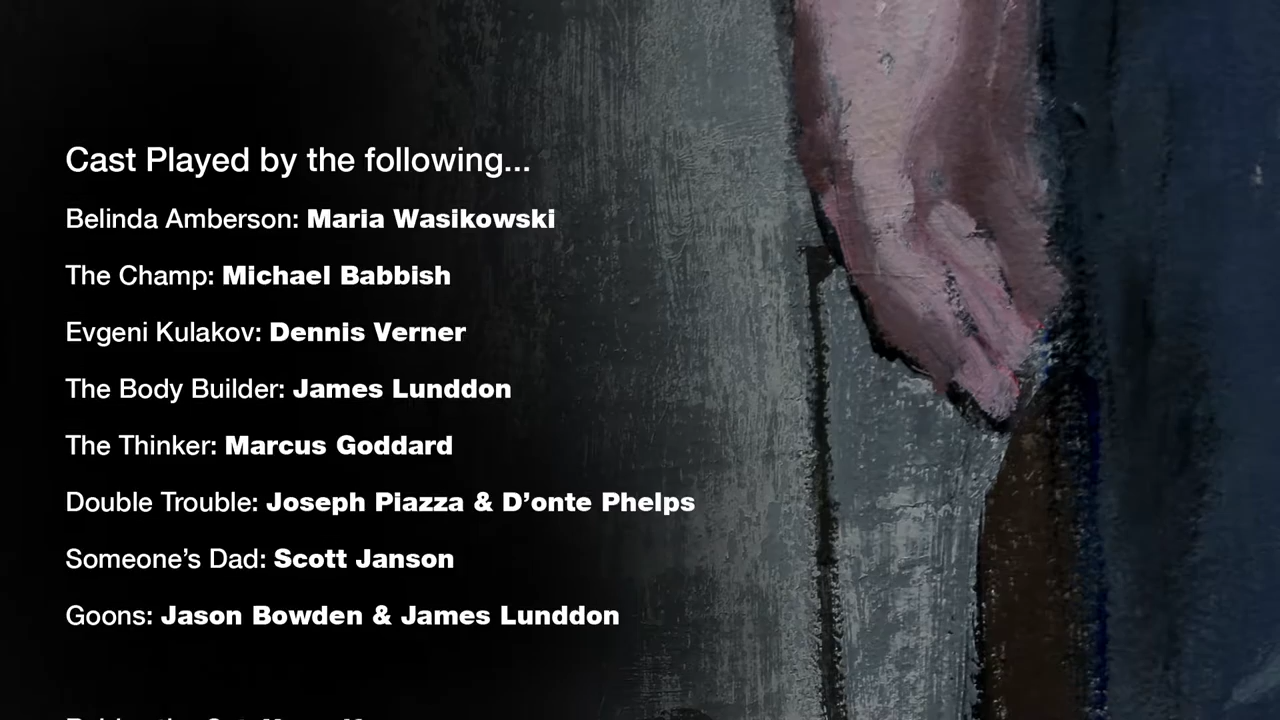 Cast Played by the following...
Belinda Amberson: Maria Wasikowski
The Champ: Michael Babbish
Evgeni Kulakov: Dennis Verner
The Body Builder: James Lunddon
The Thinker: Marcus Goddard
Double Trouble: Joseph Piazza & D’onte Phelps
Someone’s Dad: Scott Janson
Goons: Jason Bowden & James Lunddon